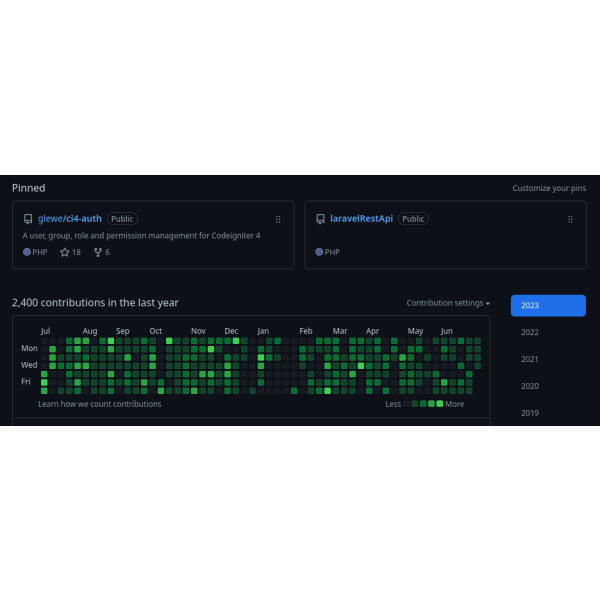 Pinned
Customize your pins
glewe/ci4-auth Public
A user, group, role and permission management for Codeigniter 4
PHP 18 6
laravelRestApi Public
PHP
2,400 contributions in the last year
Contribution settings
Jul Aug Sep Oct Nov Dec Jan Feb Mar Apr May Jun
Mon
Wed
Fri
Learn how we count contributions
Less More
2023
2022
2021
2020
2019